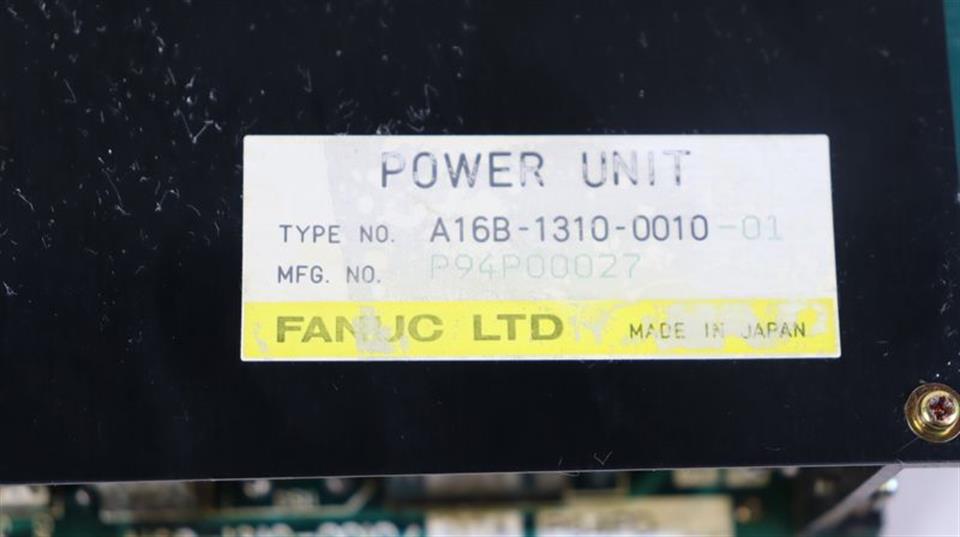 POWER UNIT
TYPE NO. A16B-1310-0010-01
MFG. NO. P94P00027
FANUC LTD MADE IN JAPAN